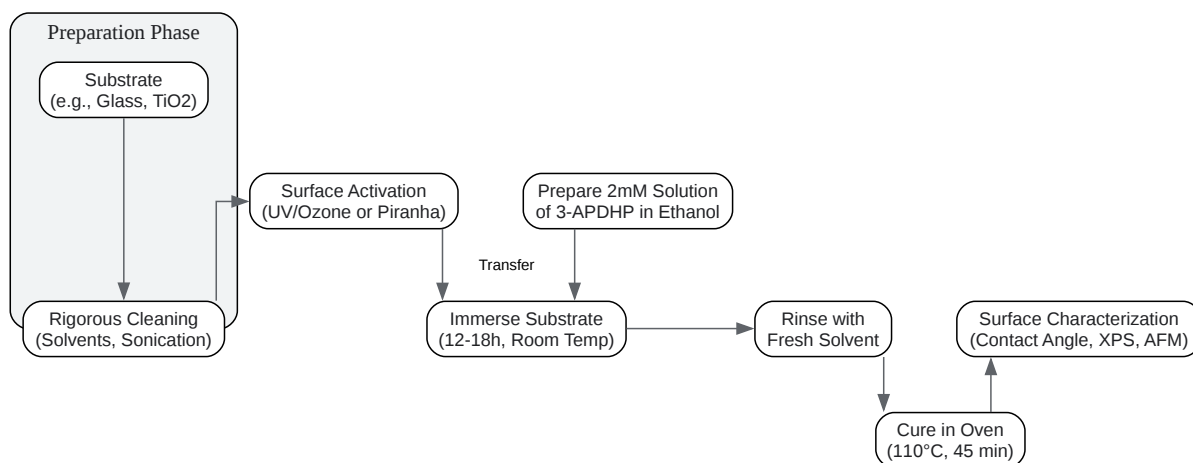 Preparation Phase
Substrate
(e.g., Glass, TiO2)
Rigorous Cleaning
(Solvents, Sonication)
Surface Activation
(UV/Ozone or Piranha)
Prepare 2mM Solution
of 3-APDHP in Ethanol
Transfer
Immerse Substrate
(12-18h, Room Temp)
Rinse with
Fresh Solvent
Cure in Oven
(110°C, 45 min)
Surface Characterization
(Contact Angle, XPS, AFM)